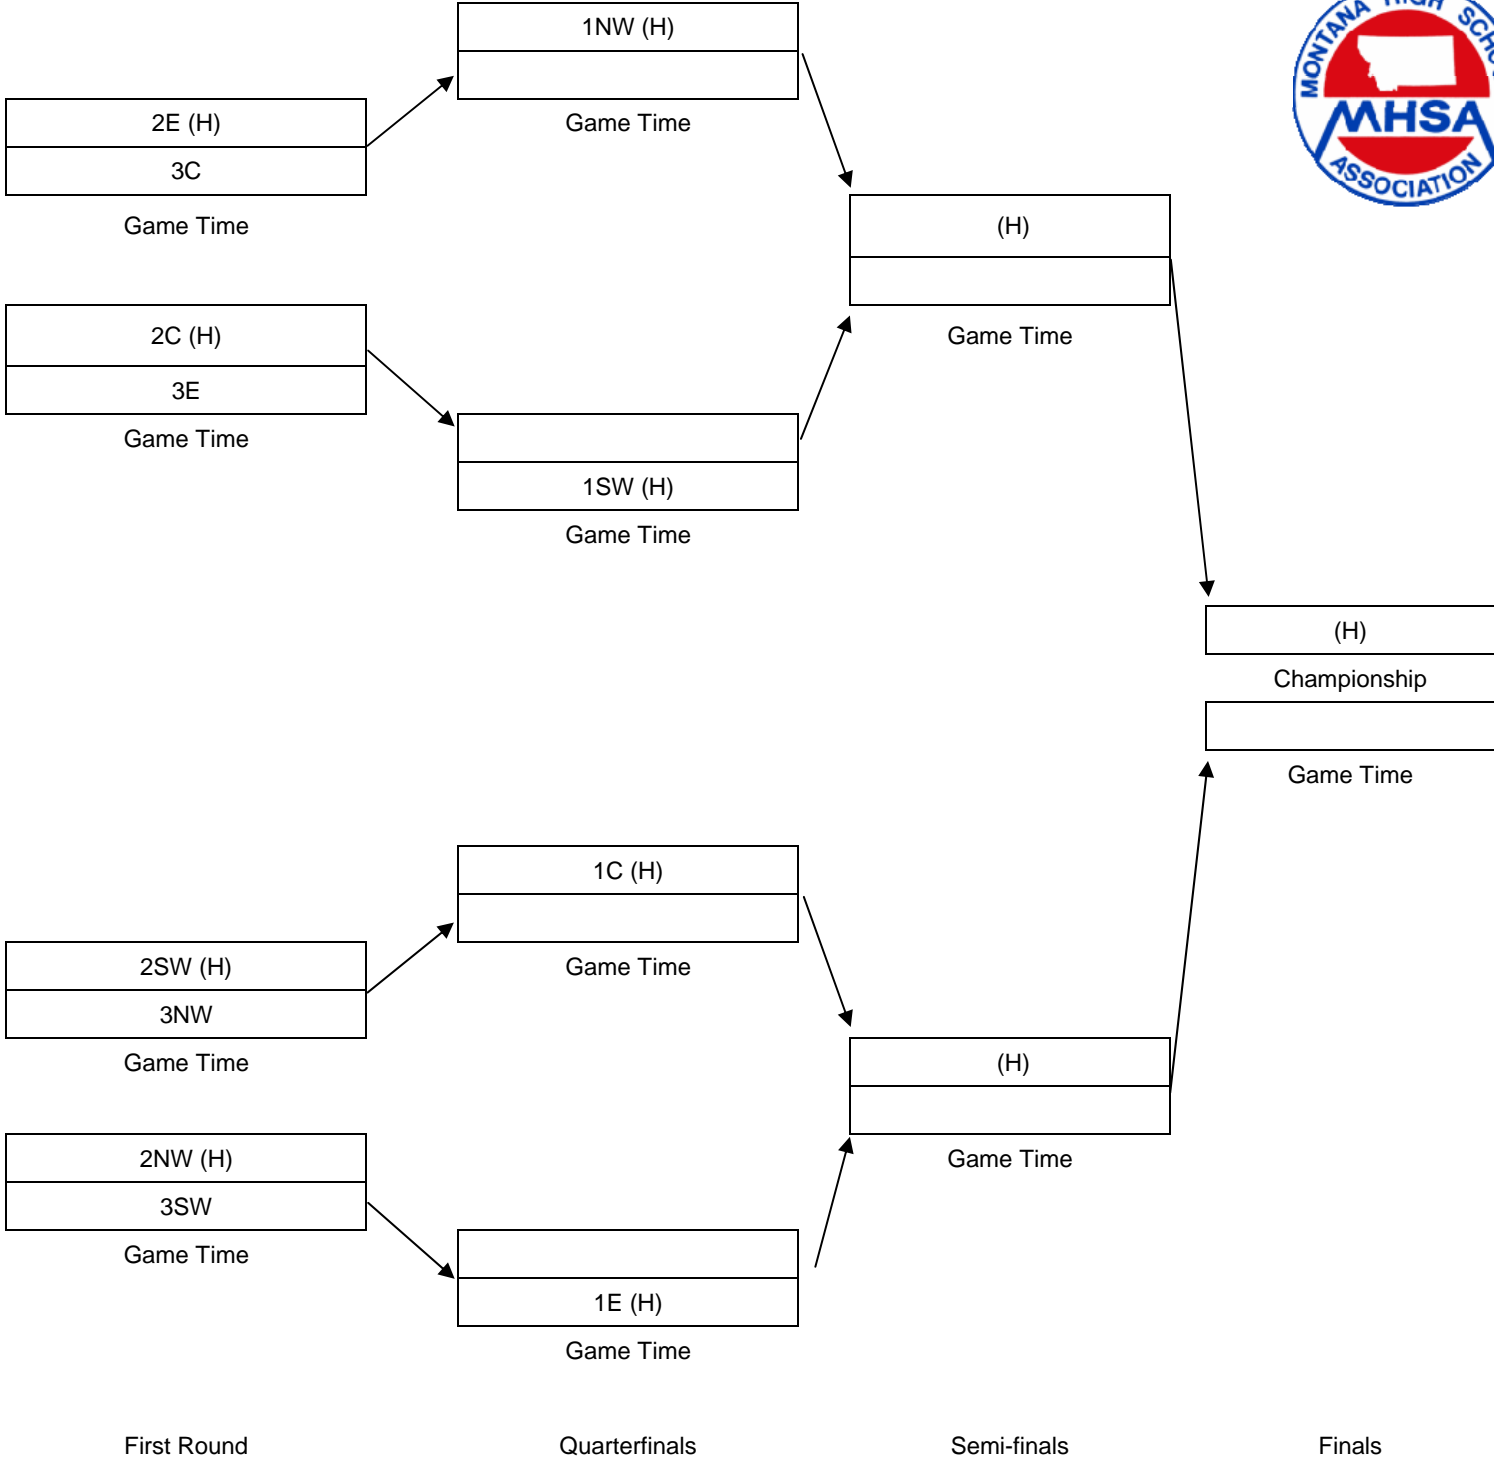 1NW (H)
Game Time
2E (H)
3C
Game Time
MONTANA HIGH
MHSA
ASSOCIATION
(H)
Game Time
2C (H)
3E
Game Time
1SW (H)
Game Time
(H)
Championship
Game Time
1C (H)
Game Time
2SW (H)
3NW
Game Time
(H)
Game Time
2NW (H)
3SW
Game Time
1E (H)
Game Time
First Round
Quarterfinals
Semi-finals
Finals